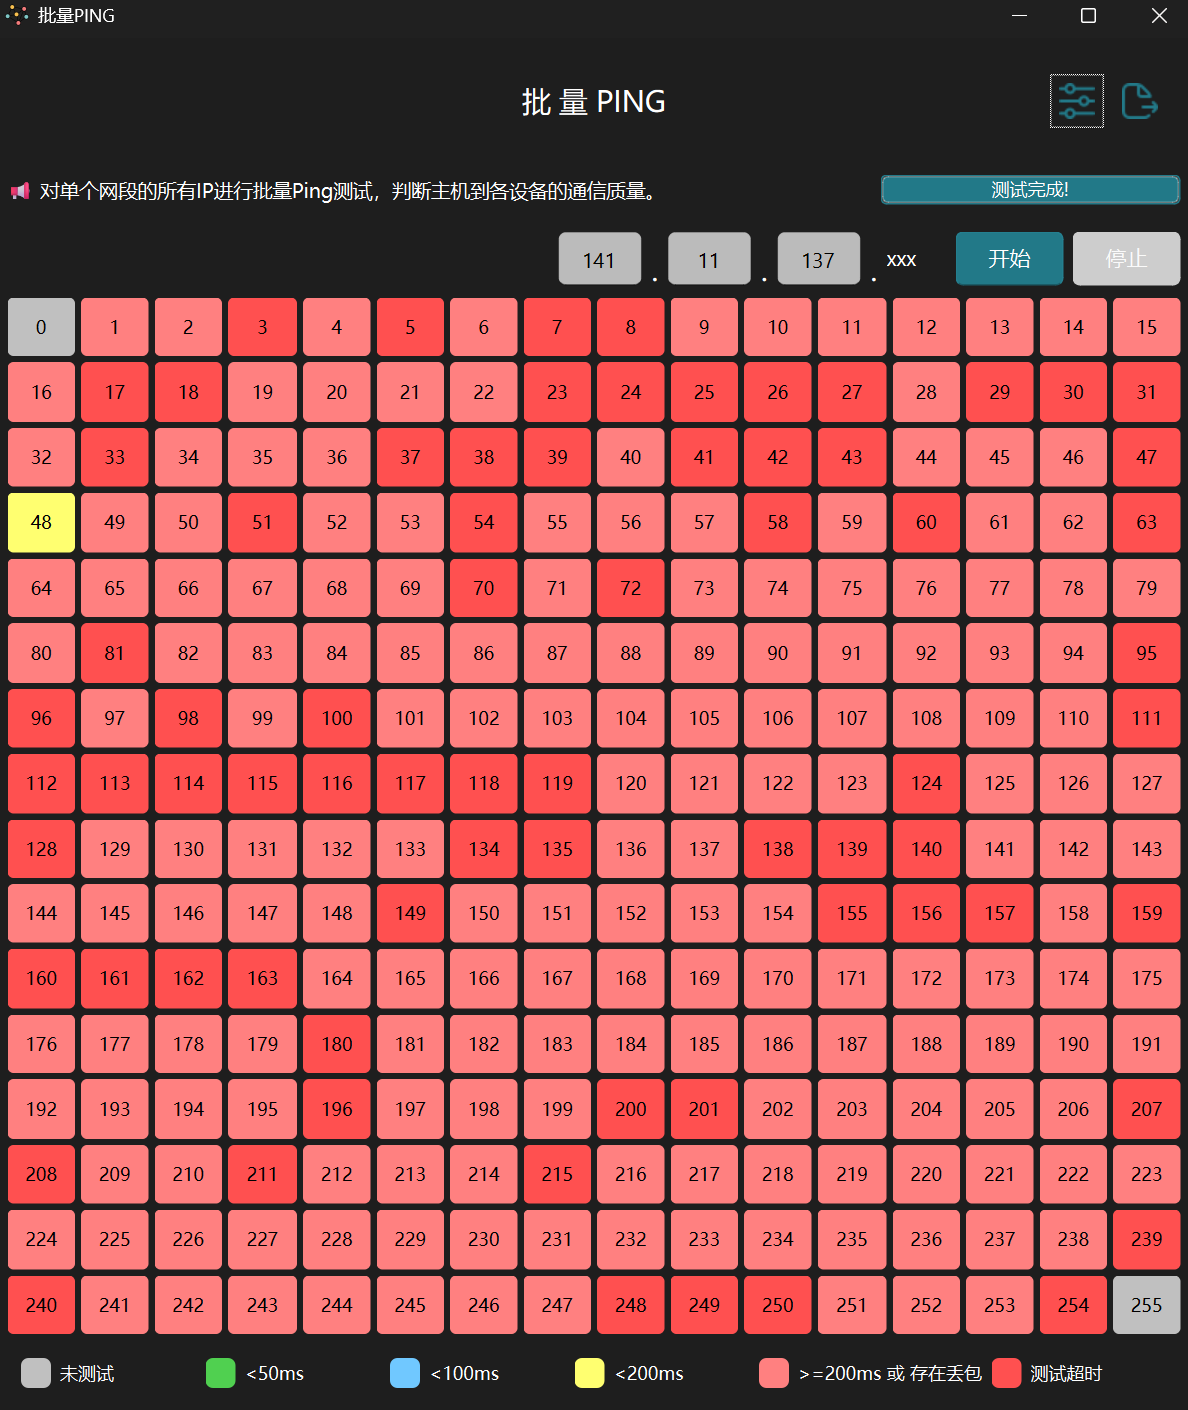 批量PING
批 量 PING
对单个网段的所有IP进行批量Ping测试，判断主机到各设备的通信质量。 测试完成!
141 . 11 . 137 . xxx 开始 停止
0 1 2 3 4 5 6 7 8 9 10 11 12 13 14 15
16 17 18 19 20 21 22 23 24 25 26 27 28 29 30 31
32 33 34 35 36 37 38 39 40 41 42 43 44 45 46 47
48 49 50 51 52 53 54 55 56 57 58 59 60 61 62 63
64 65 66 67 68 69 70 71 72 73 74 75 76 77 78 79
80 81 82 83 84 85 86 87 88 89 90 91 92 93 94 95
96 97 98 99 100 101 102 103 104 105 106 107 108 109 110 111
112 113 114 115 116 117 118 119 120 121 122 123 124 125 126 127
128 129 130 131 132 133 134 135 136 137 138 139 140 141 142 143
144 145 146 147 148 149 150 151 152 153 154 155 156 157 158 159
160 161 162 163 164 165 166 167 168 169 170 171 172 173 174 175
176 177 178 179 180 181 182 183 184 185 186 187 188 189 190 191
192 193 194 195 196 197 198 199 200 201 202 203 204 205 206 207
208 209 210 211 212 213 214 215 216 217 218 219 220 221 222 223
224 225 226 227 228 229 230 231 232 233 234 235 236 237 238 239
240 241 242 243 244 245 246 247 248 249 250 251 252 253 254 255
未测试 <50ms <100ms <200ms >=200ms 或 存在丢包 测试超时